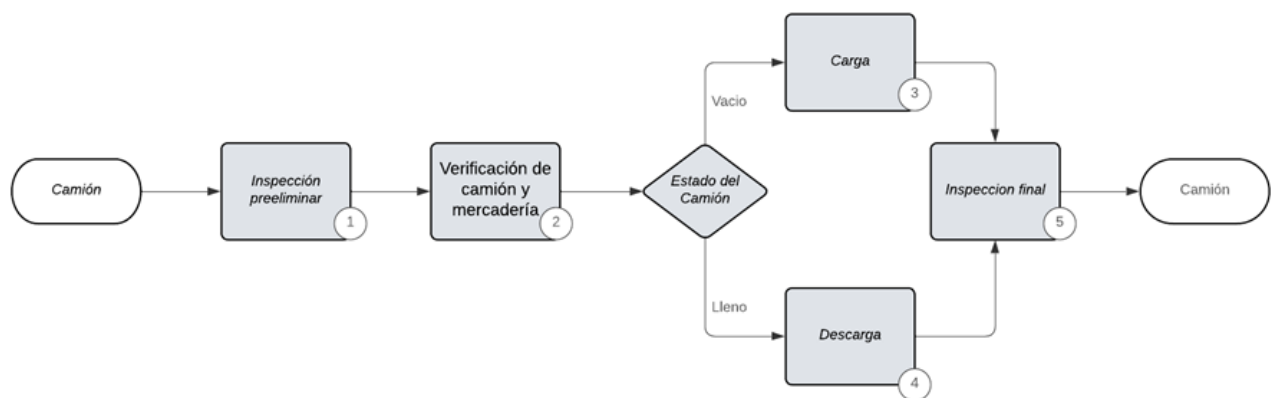 Camión
Inspección
preeliminar
1
Verificación de
camión y
mercadería
2
Estado del
Camión
Vacio
Carga
3
Lleno
Descarga
4
Inspeccion final
5
Camión